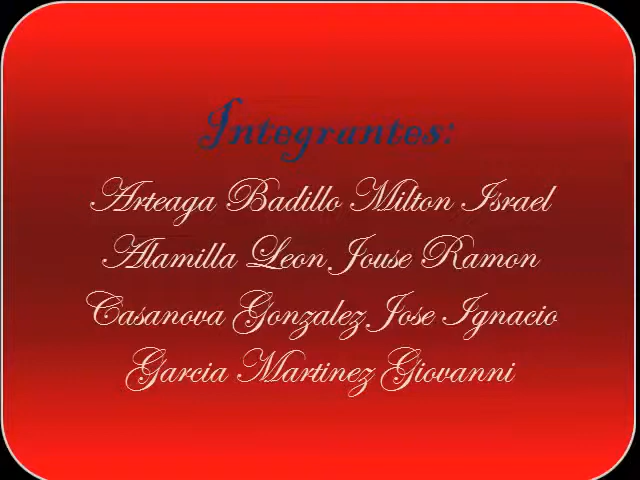 Integrantes:
Arteaga Badillo Milton Israel
Alamilla Leon Jouse Ramon
Casanova Gonzalez Jose Ignacio
Garcia Martinez Giovanni